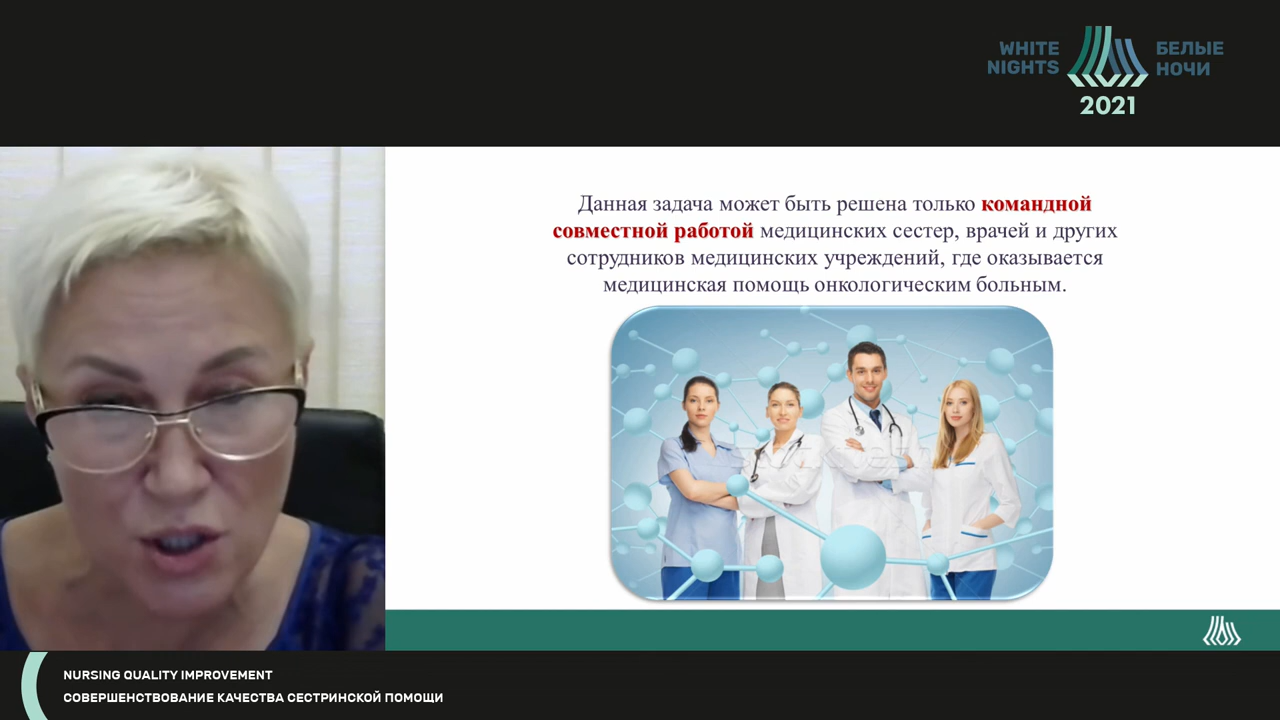 WHITE
NIGHTS
БЕЛЫЕ
НОЧИ
2021
Данная задача может быть решена только командной
совместной работой медицинских сестер, врачей и других
сотрудников медицинских учреждений, где оказывается
медицинская помощь онкологическим больным.
NURSING QUALITY IMPROVEMENT
СОВЕРШЕНСТВОВАНИЕ КАЧЕСТВА СЕСТРИНСКОЙ ПОМОЩИ